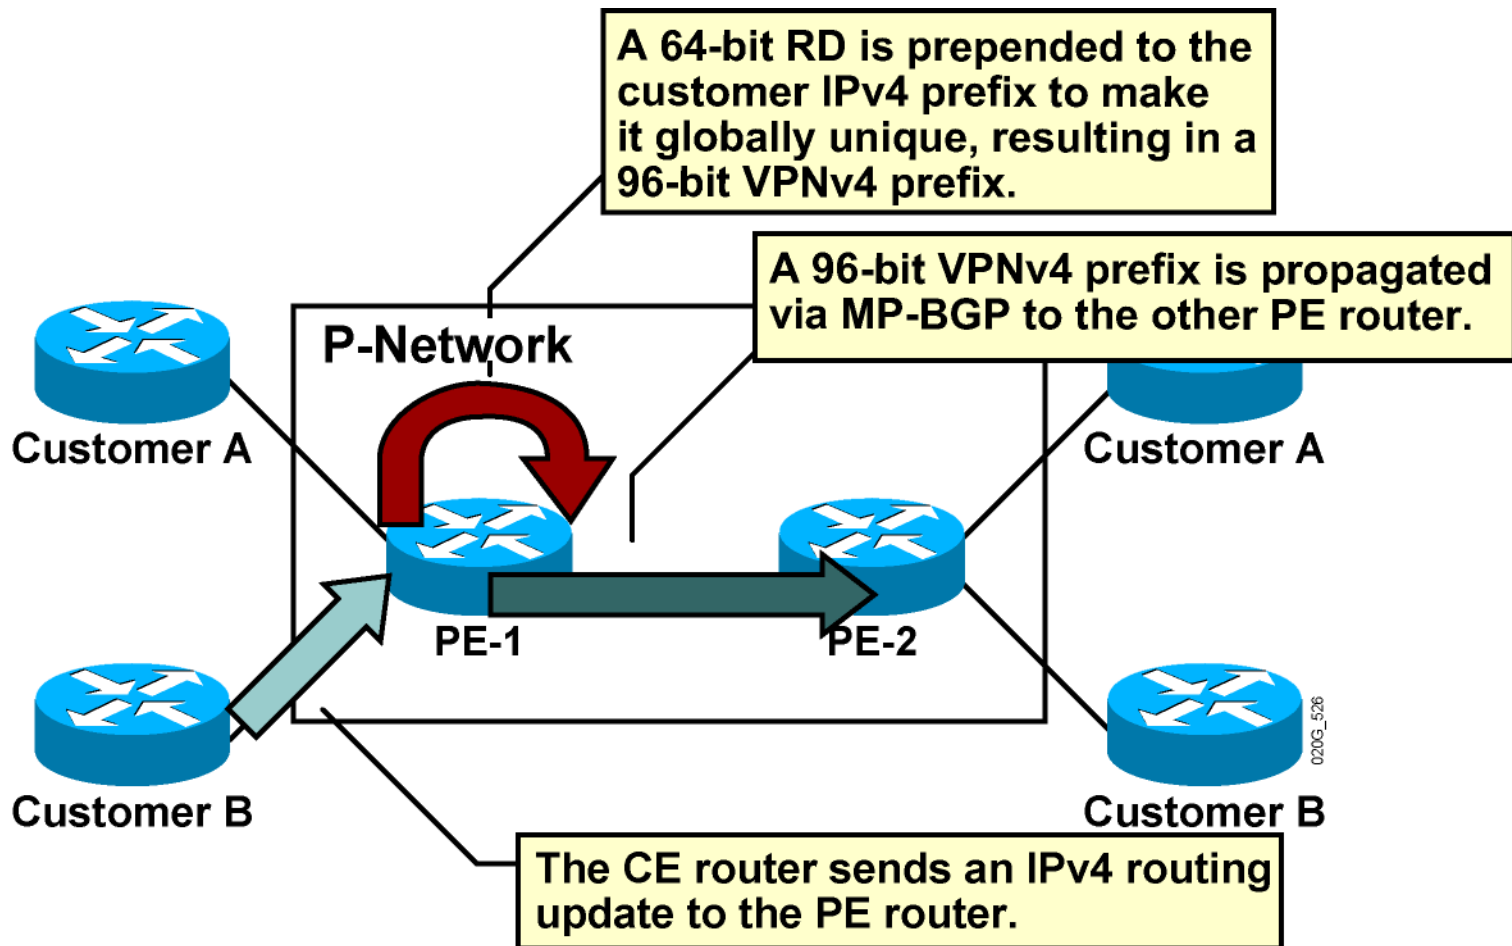 A 64-bit RD is prepended to the
customer IPv4 prefix to make
it globally unique, resulting in a
96-bit VPNv4 prefix.
A 96-bit VPNv4 prefix is propagated
via MP-BGP to the other PE router.
P-Network
Customer A
Customer A
PE-1
PE-2
Customer B
Customer B
020G_526
The CE router sends an IPv4 routing
update to the PE router.